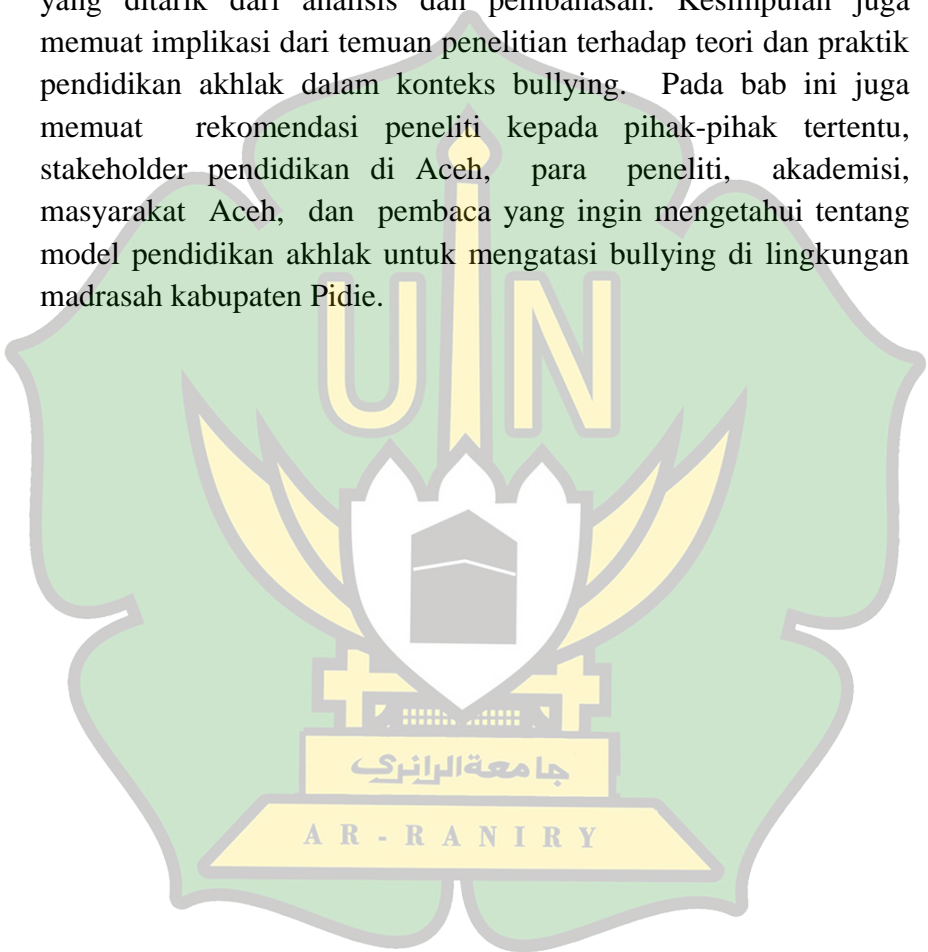 yang ditarik dari analisis dan pembahasan. Kesimpulan juga
memuat implikasi dari temuan penelitian terhadap teori dan praktik
pendidikan akhlak dalam konteks bullying. Pada bab ini juga
memuat rekomendasi peneliti kepada pihak-pihak tertentu,
stakeholder pendidikan di Aceh, para peneliti, akademisi,
masyarakat Aceh, dan pembaca yang ingin mengetahui tentang
model pendidikan akhlak untuk mengatasi bullying di lingkungan
madrasah kabupaten Pidie.
UIN
جامعة الرانري
AR-RANIRY